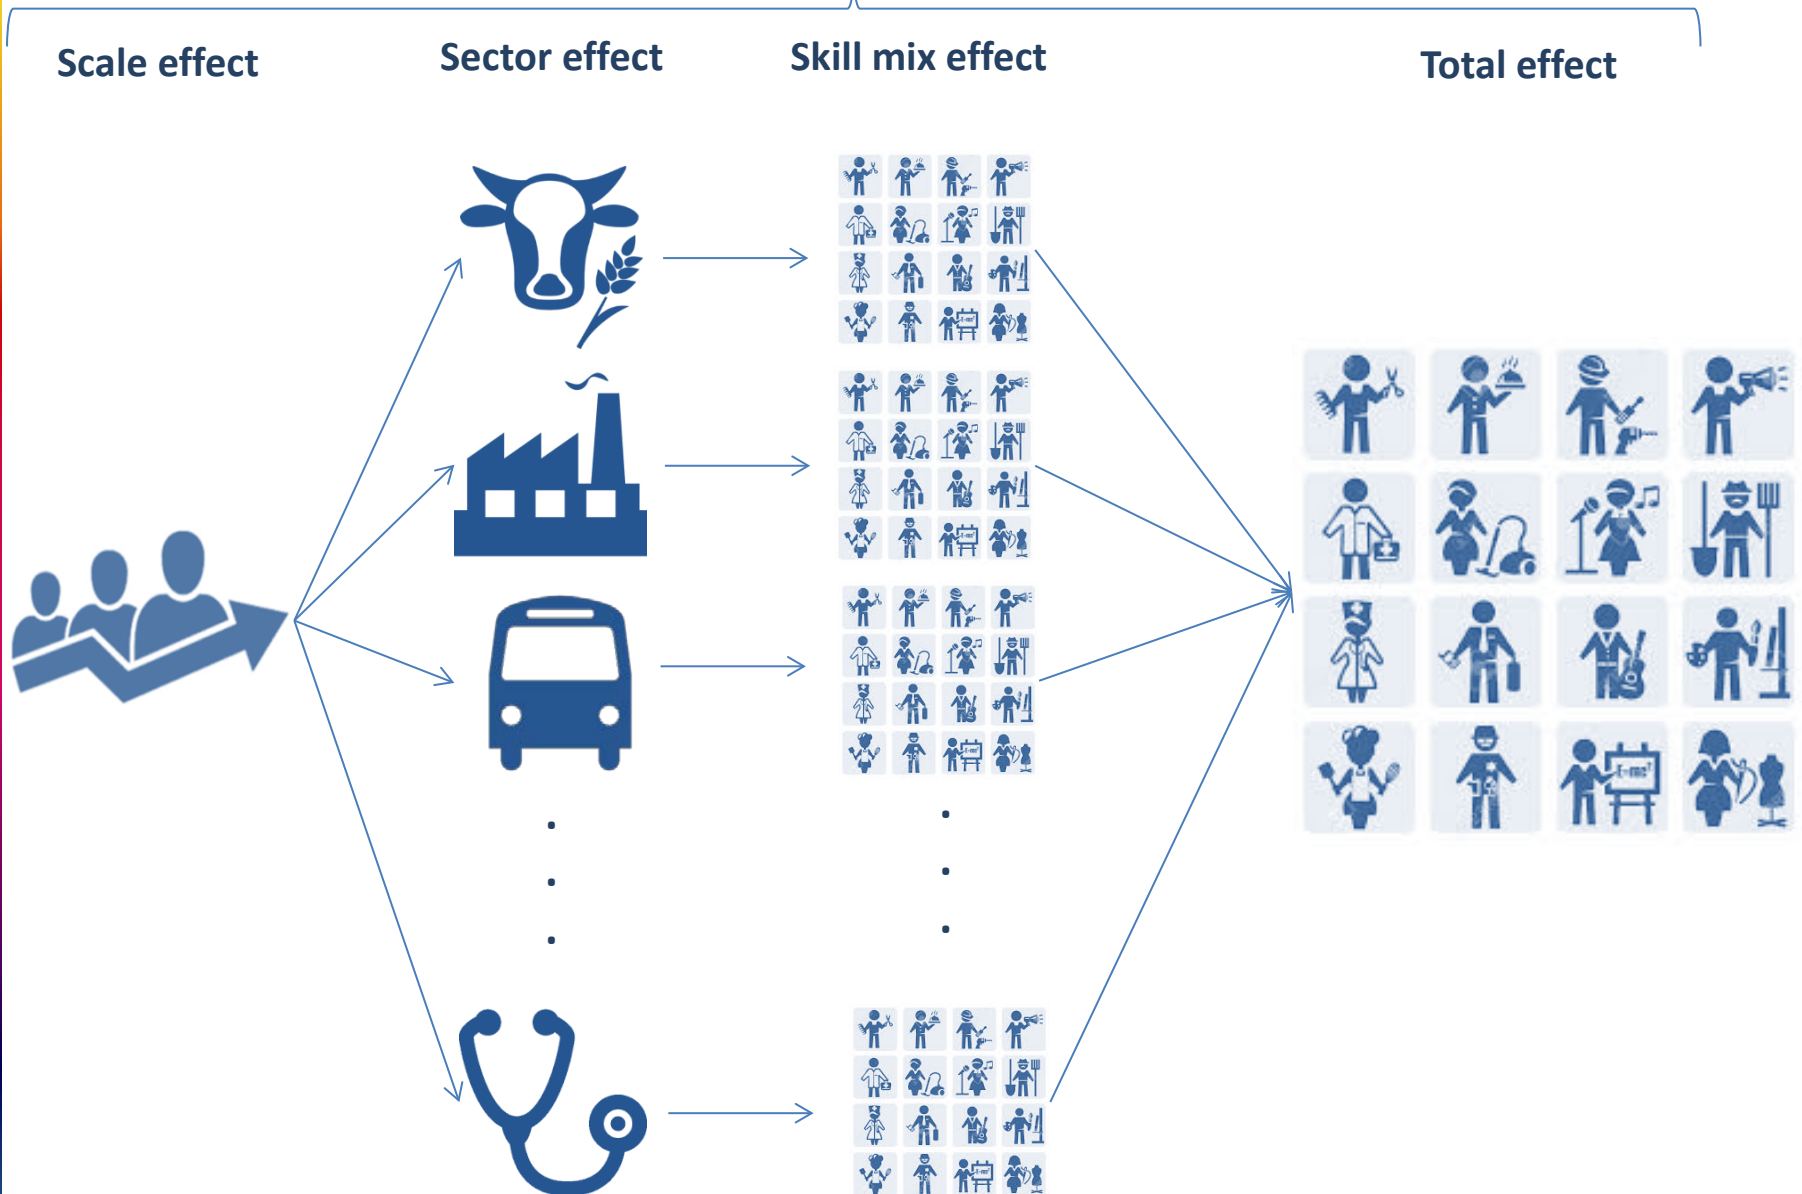 Scale effect
Sector effect
Skill mix effect
Total effect
.
.
.
.
.
.